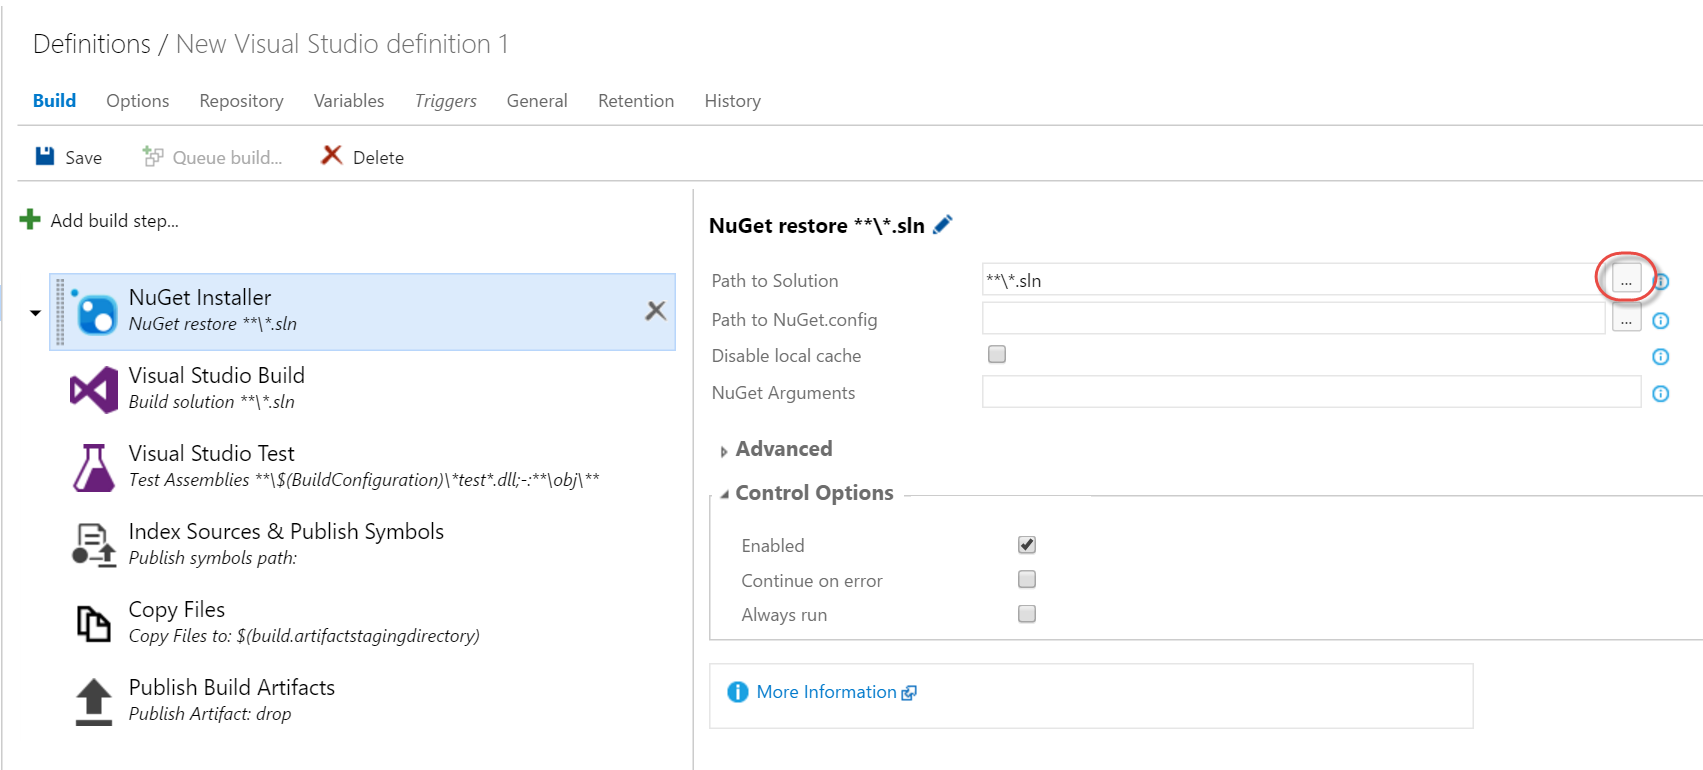 Definitions / New Visual Studio definition 1
Build Options Repository Variables Triggers General Retention History
Save Queue build... Delete
Add build step...
NuGet Installer
NuGet restore **\*.sln
Visual Studio Build
Build solution **\*.sln
Visual Studio Test
Test Assemblies **\$(BuildConfiguration)\*test*.dll;-:**\obj\**
Index Sources & Publish Symbols
Publish symbols path:
Copy Files
Copy Files to: $(build.artifactstagingdirectory)
Publish Build Artifacts
Publish Artifact: drop
NuGet restore **\*.sln
Path to Solution **\*.sln ...
Path to NuGet.config ...
Disable local cache
NuGet Arguments
Advanced
Control Options
Enabled
Continue on error
Always run
More Information